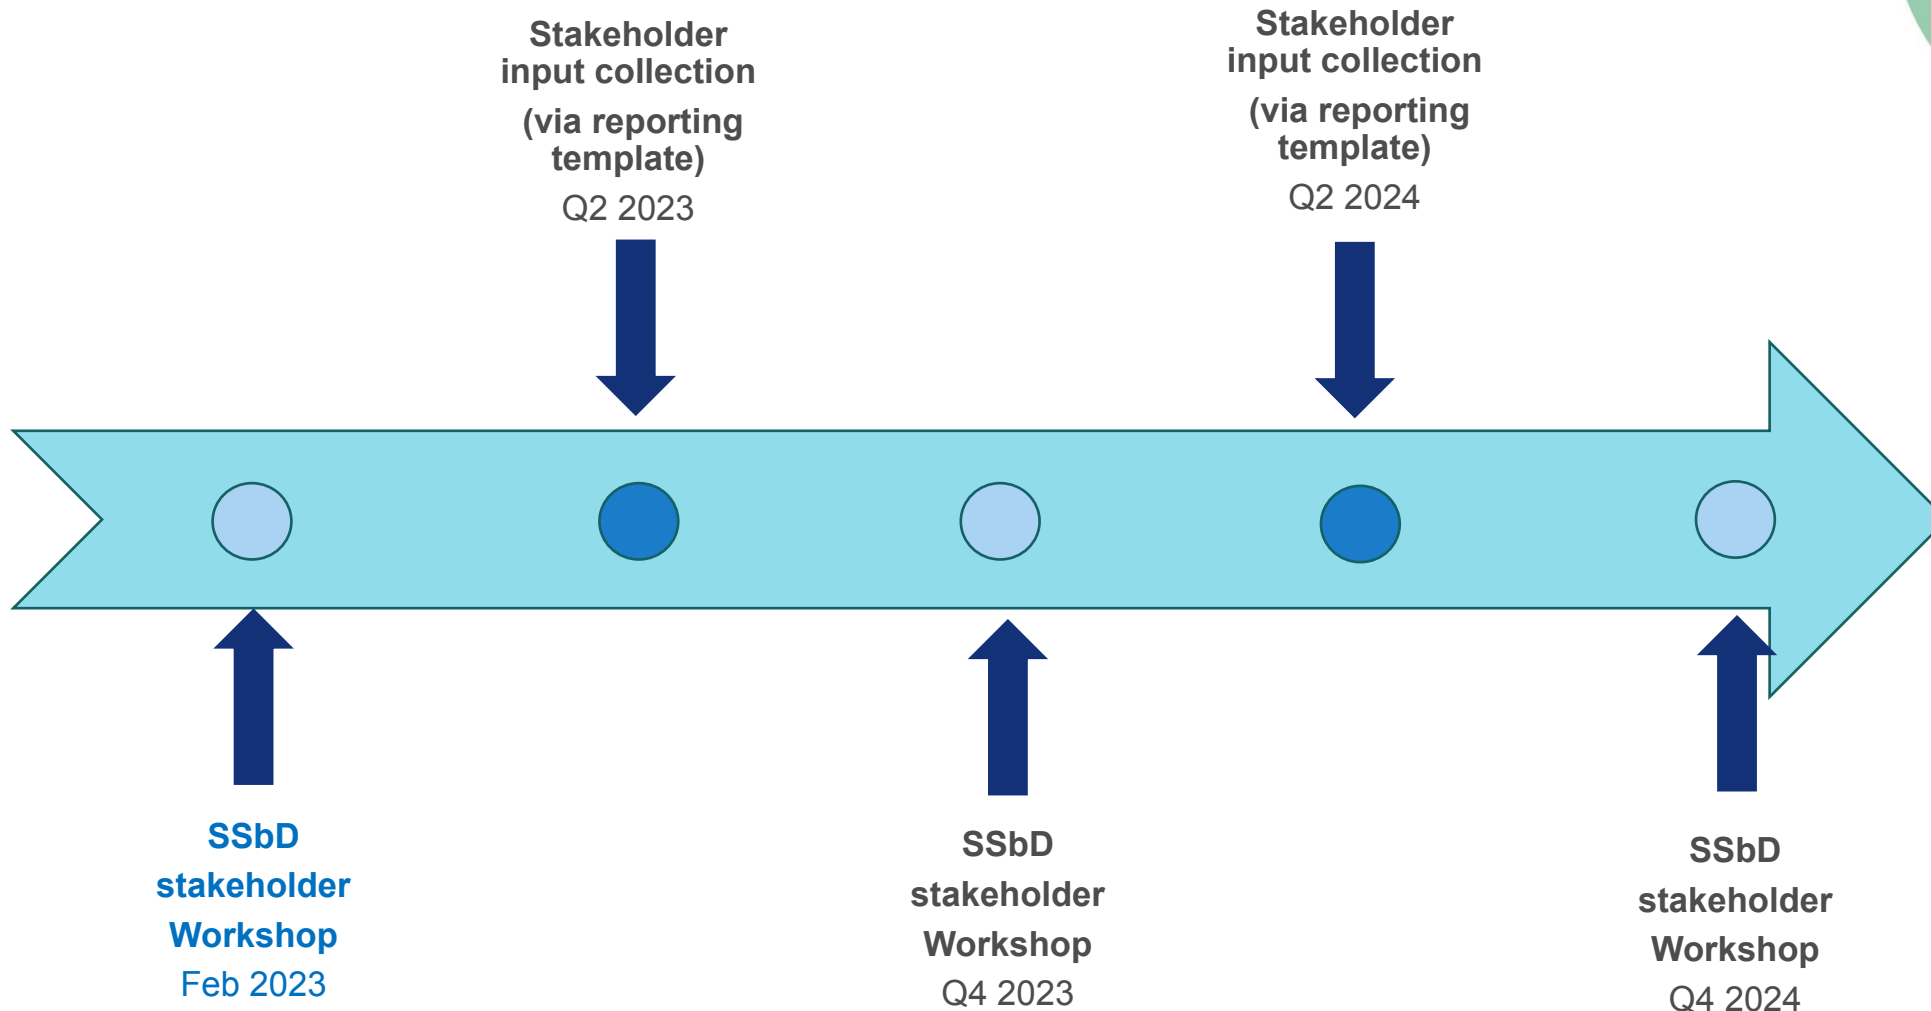 Stakeholder
input collection
(via reporting
template)
Q2 2023
Stakeholder
input collection
(via reporting
template)
Q2 2024
SSbD
stakeholder
Workshop
Feb 2023
SSbD
stakeholder
Workshop
Q4 2023
SSbD
stakeholder
Workshop
Q4 2024